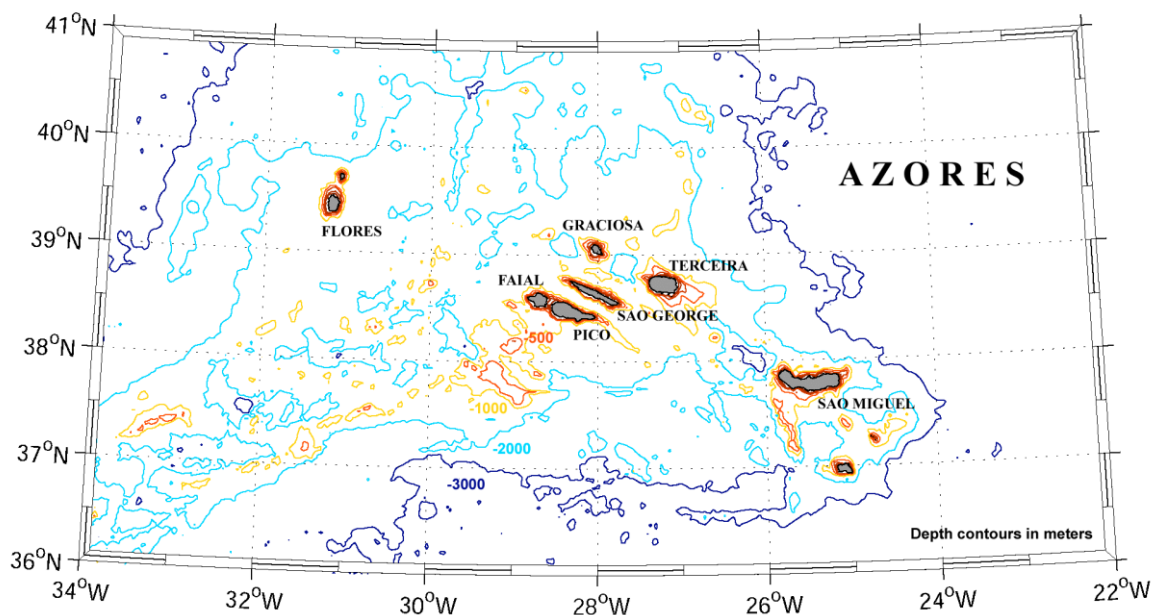 41°N
40°N
39°N
38°N
37°N
36°N
AZORES
GRACIOSA
FLORES
TERCEIRA
FAIAL
SAO GEORGE
PICO
-500
SAO MIGUEL
-1000
-2000
-3000
Depth contours in meters
34°W
32°W
30°W
28°W
26°W
24°W
22°W